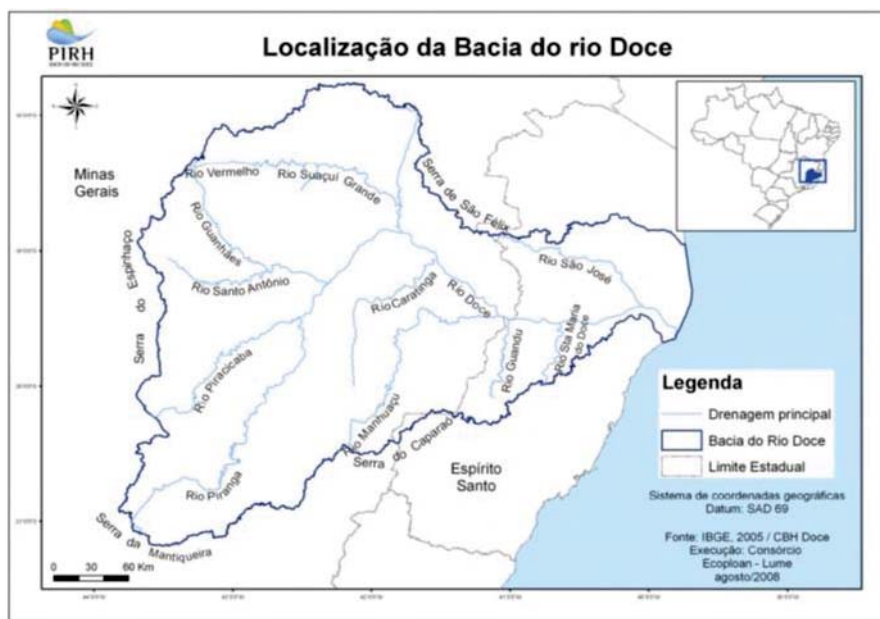 PIRH
Localização da Bacia do rio Doce
Minas
Gerais
Rio Vermelho
Rio Suaçuí
Grande
Serra de São Félix
Rio Guanhães
Serra do Espinhaço
Rio Santo Antônio
Rio Caratinga
Rio Doce
Rio São José
Rio Guandu
Rio Sta Maria
do Doce
Rio Piracicaba
Rio Manhuaçu
Serra do Caparaó
Rio Piranga
Serra da Mantiqueira
Espírito
Santo
0 30 60 Km
Legenda
Drenagem principal
Bacia do Rio Doce
Limite Estadual
Sistema de coordenadas geográficas
Datum: SAD 69
Fonte: IBGE, 2005 / CBH Doce
Execução: Consórcio
Ecoploan - Lume
agosto/2008